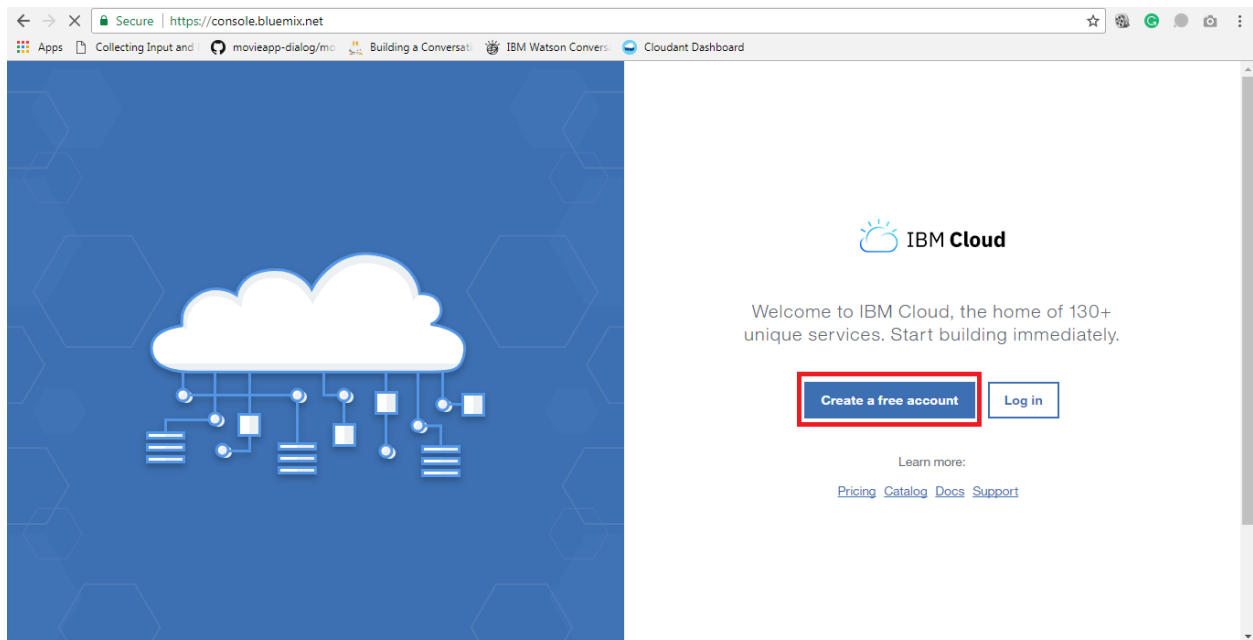 Secure https://console.bluemix.net
Apps Collecting Input and movieapp-dialog/mo Building a Conversati IBM Watson Convers Cloudant Dashboard
IBM Cloud
Welcome to IBM Cloud, the home of 130+
unique services. Start building immediately.
Create a free account Log in
Learn more:
Pricing Catalog Docs Support